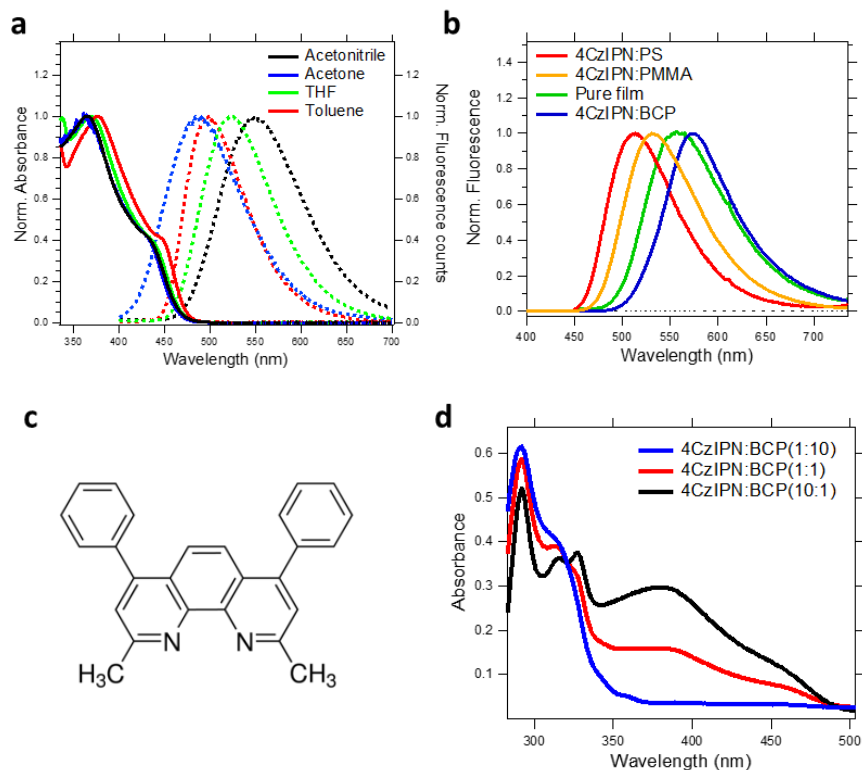 a
Acetonitrile
Acetone
THF
Toluene
Norm. Absorbance
Norm. Fluorescence counts
1.2
1.0
0.8
0.6
0.4
0.2
0.0
1.2
1.0
0.8
0.6
0.4
0.2
0.0
350 400 450 500 550 600 650 700
Wavelength (nm)
b
4CzIPN:PS
4CzIPN:PMMA
Pure film
4CzIPN:BCP
Norm. Fluorescence
1.4
1.2
1.0
0.8
0.6
0.4
0.2
0.0
400 450 500 550 600 650 700
Wavelength (nm)
c
N N
H3C CH3
d
4CzIPN:BCP(1:10)
4CzIPN:BCP(1:1)
4CzIPN:BCP(10:1)
Absorbance
0.6
0.5
0.4
0.3
0.2
0.1
300 350 400 450 500
Wavelength (nm)